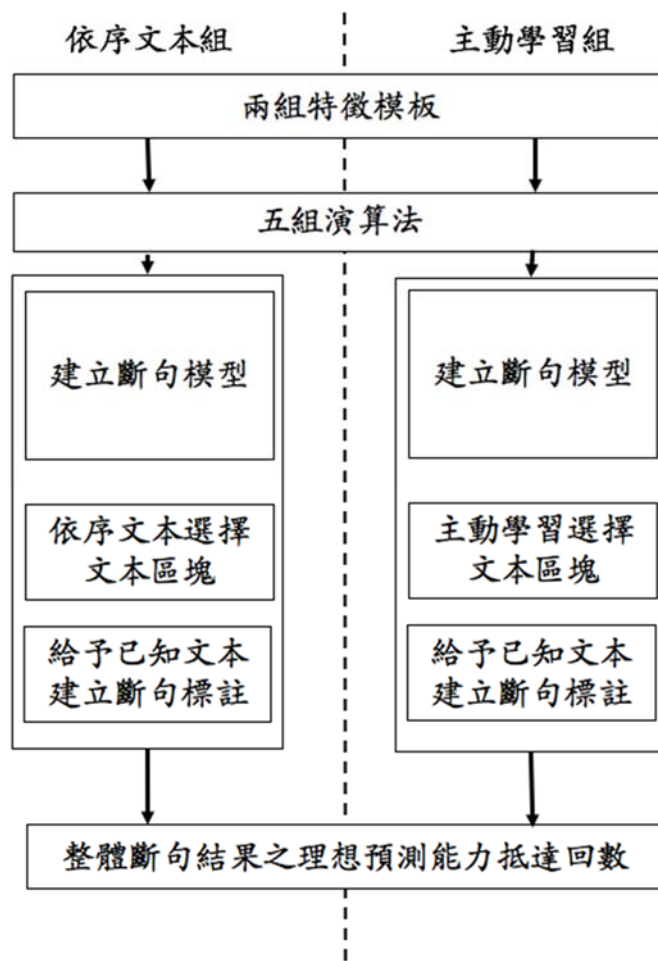 依序文本組
主動學習組
兩組特徵模板
五組演算法
建立斷句模型
建立斷句模型
依序文本選擇
文本區塊
主動學習選擇
文本區塊
給予已知文本
建立斷句標註
給予已知文本
建立斷句標註
整體斷句結果之理想預測能力抵達回數